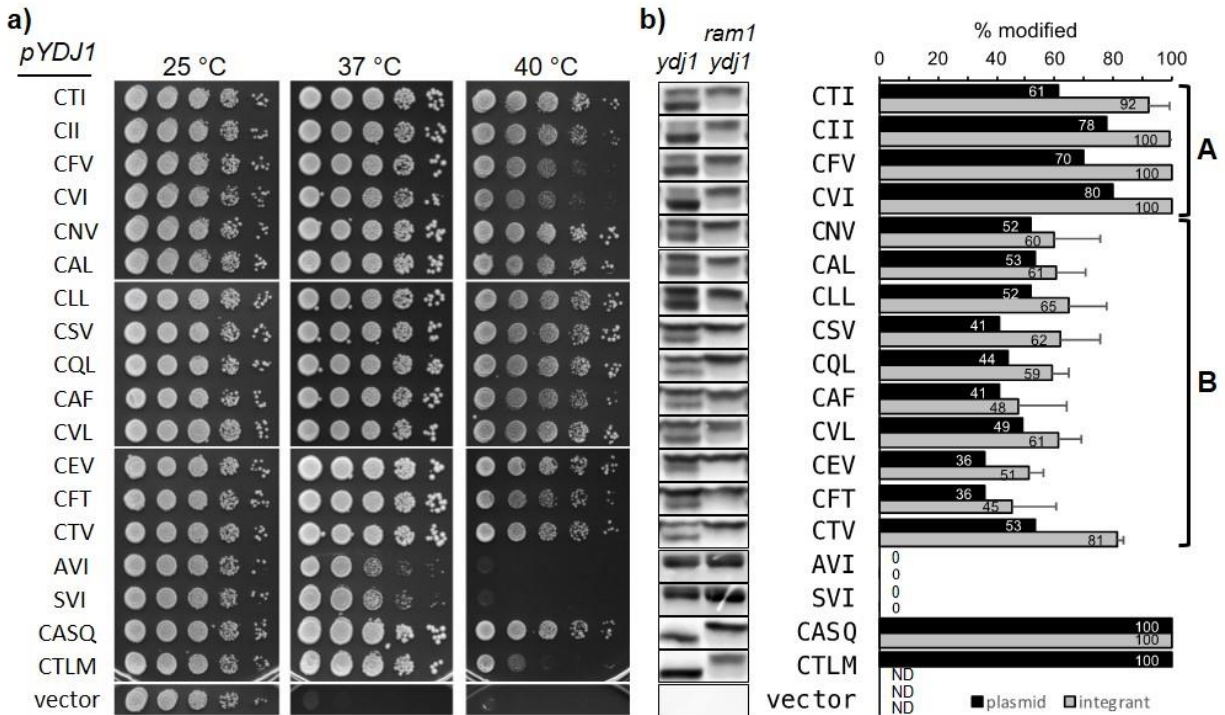 a)
pYDJ1
25 °C
37 °C
40 °C
CTI
CII
CFV
CVI
CNV
CAL
CLL
CSV
CQL
CAF
CVL
CEV
CFT
CTV
AVI
SVI
CASQ
CTLM
vector
b)
ram1
ydj1 ydj1
% modified
0 20 40 60 80 100
CTI 61
92
CII 78
100
CFV 70
100
CVI 80
100
A
CNV 52
60
CAL 53
61
CLL 52
65
CSV 41
62
CQL 44
59
CAF 41
48
CVL 49
61
CEV 36
51
CFT 36
45
CTV 53
81
B
AVI 0
0
SVI 0
0
CASQ 100
100
CTLM 100
ND
vector ND
ND
plasmid integrant